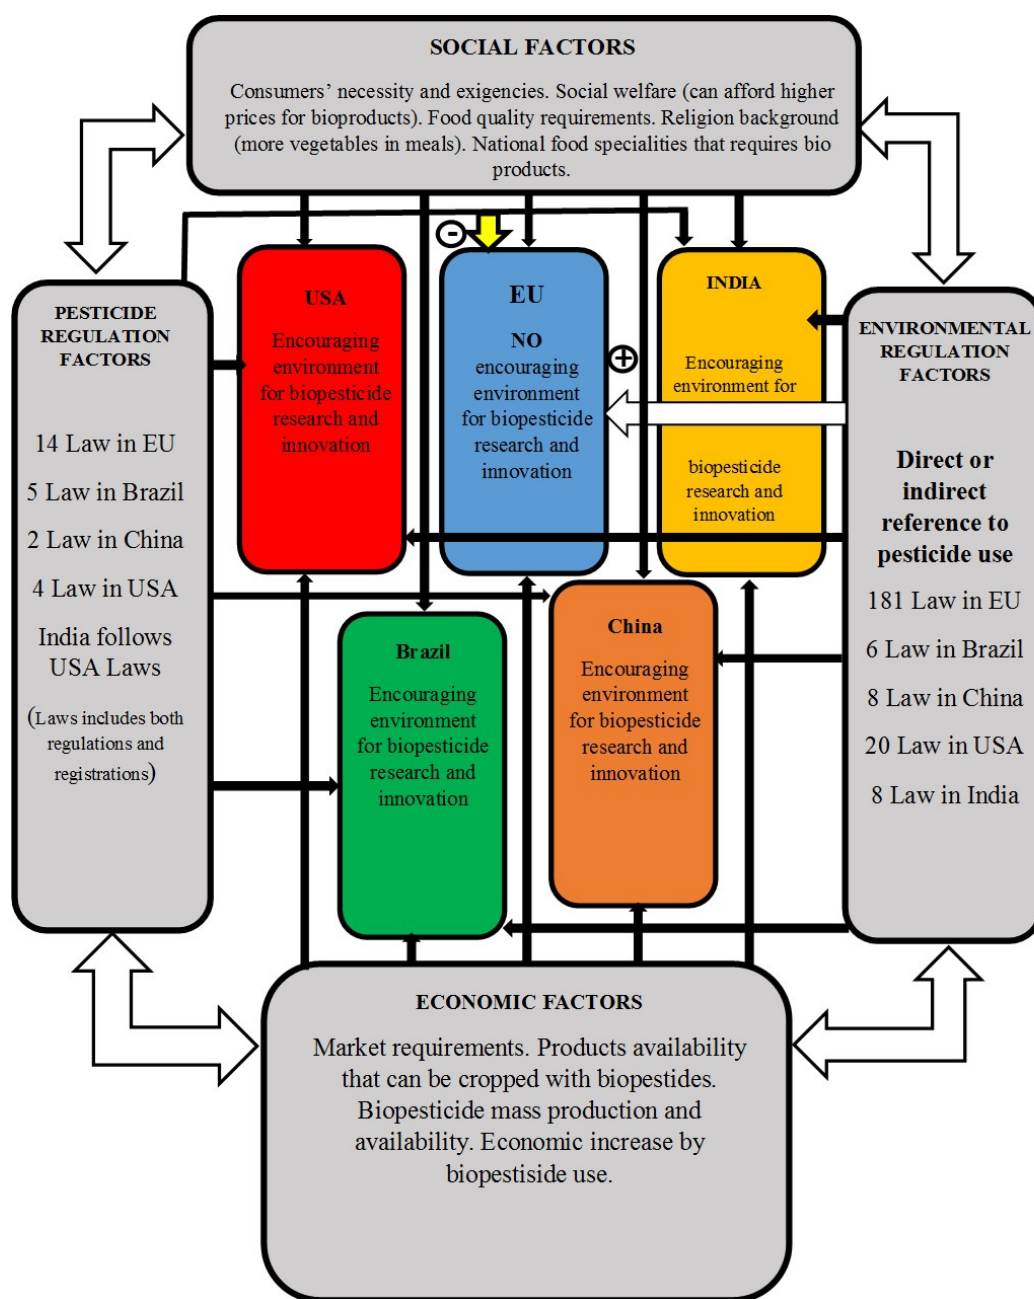 SOCIAL FACTORS
Consumers’ necessity and exigencies. Social welfare (can afford higher
prices for bioproducts). Food quality requirements. Religion background
(more vegetables in meals). National food specialities that requires bio
products.
-
PESTICIDE
REGULATION
FACTORS
14 Law in EU
5 Law in Brazil
2 Law in China
4 Law in USA
India follows
USA Laws
(Laws includes both
regulations and
registrations)
USA
Encouraging
environment
for biopesticide
research and
innovation
EU
NO
encouraging
environment
for biopesticide
research and
innovation
+
INDIA
Encouraging
environment for
biopesticide
research and
innovation
ENVIRONMENTAL
REGULATION
FACTORS
Direct or
indirect
reference to
pesticide use
181 Law in EU
6 Law in Brazil
8 Law in China
20 Law in USA
8 Law in India
Brazil
Encouraging
environment
for biopesticide
research and
innovation
China
Encouraging
environment
for biopesticide
research and
innovation
ECONOMIC FACTORS
Market requirements. Products availability
that can be cropped with biopestides.
Biopesticide mass production and
availability. Economic increase by
biopestiside use.